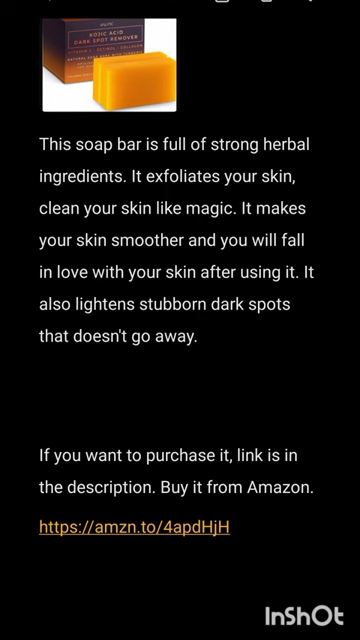 KOJIC ACID
DARK SPOT REMOVER
VITAMIN C - RETINOL - COLLAGEN
This soap bar is full of strong herbal
ingredients. It exfoliates your skin,
clean your skin like magic. It makes
your skin smoother and you will fall
in love with your skin after using it. It
also lightens stubborn dark spots
that doesn't go away.
If you want to purchase it, link is in
the description. Buy it from Amazon.
https://amzn.to/4apdHjH
InShOt